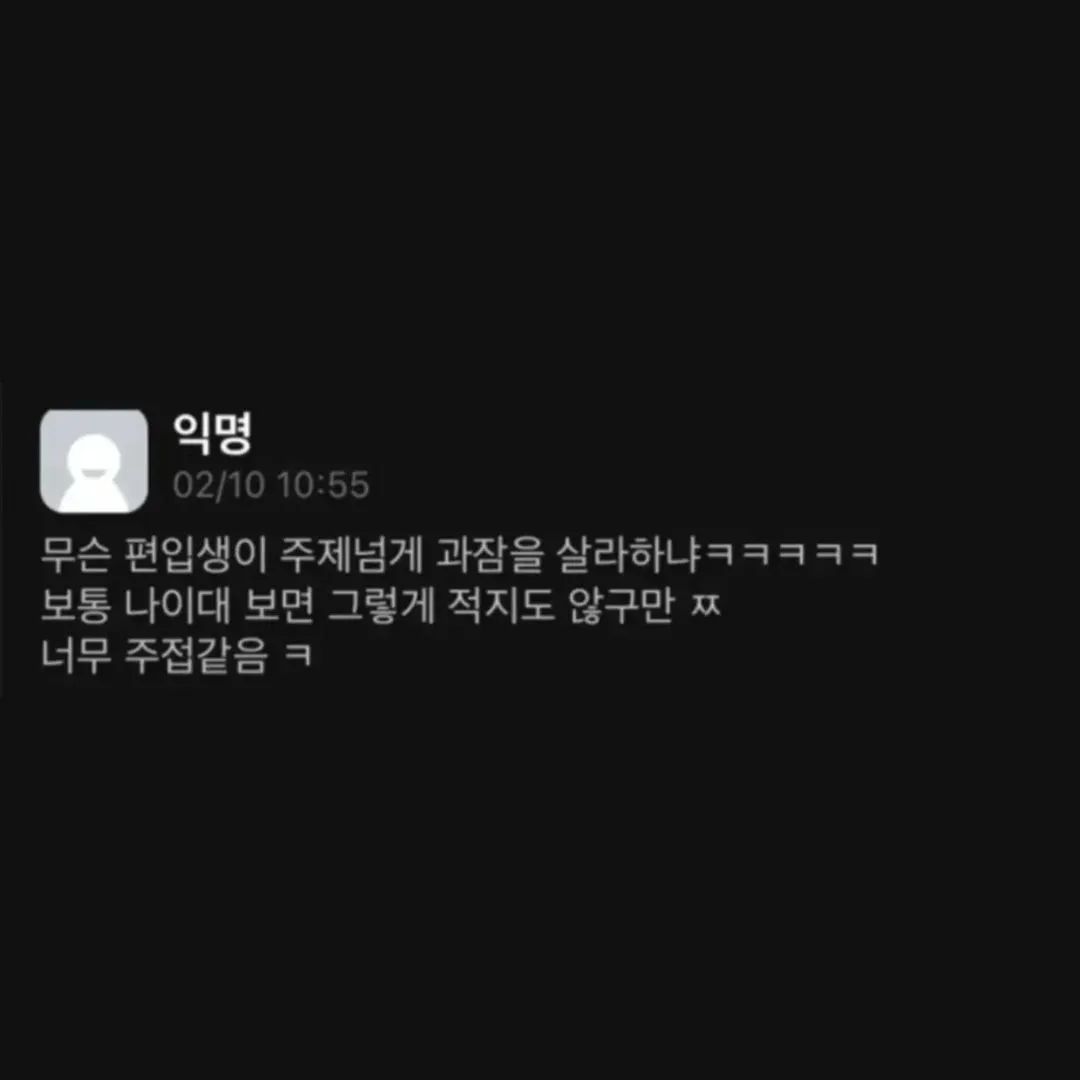 익명
02/10 10:55
무슨 편입생이 주제넘게 과잠을 살라하냐ㅋㅋㅋㅋㅋ
보통 나이대 보면 그렇게 적지도 않구만 ㅉ
너무 주접같음 ㅋ